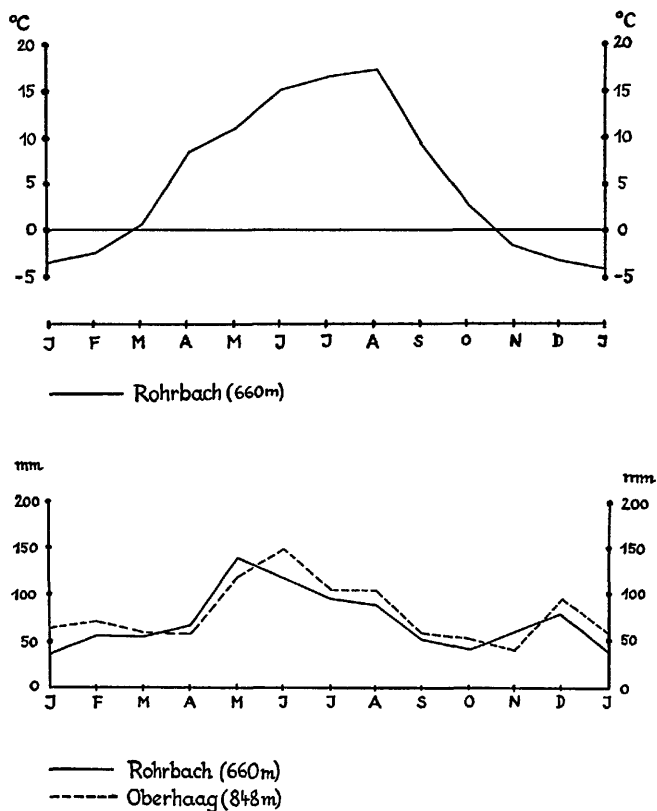 °C °C
20 20
15 15
10 10
5 5
0 0
-5 -5
J F M A M J J A S O N D J
Rohrbach (660m)
mm mm
200 200
150 150
100 100
50 50
0 0
J F M A M J J A S O N D J
Rohrbach (660m)
Oberhaag (848m)